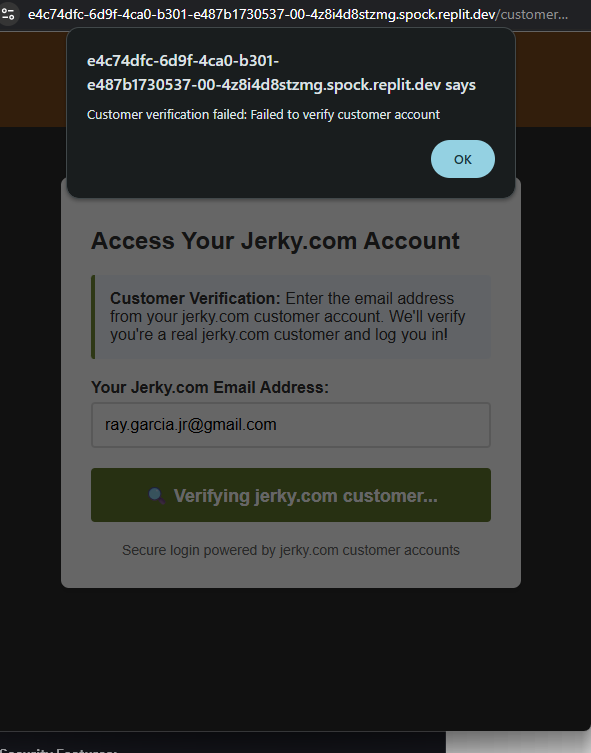 e4c74dfc-6d9f-4ca0-b301-e487b1730537-00-4z8i4d8stzmg.spock.replit.dev/customer...
e4c74dfc-6d9f-4ca0-b301-
e487b1730537-00-4z8i4d8stzmg.spock.replit.dev says
Customer verification failed: Failed to verify customer account
OK
Access Your Jerky.com Account
Customer Verification: Enter the email address
from your jerky.com customer account. We'll verify
you're a real jerky.com customer and log you in!
Your Jerky.com Email Address:
ray.garcia.jr@gmail.com
🔍 Verifying jerky.com customer...
Secure login powered by jerky.com customer accounts
Security Features: